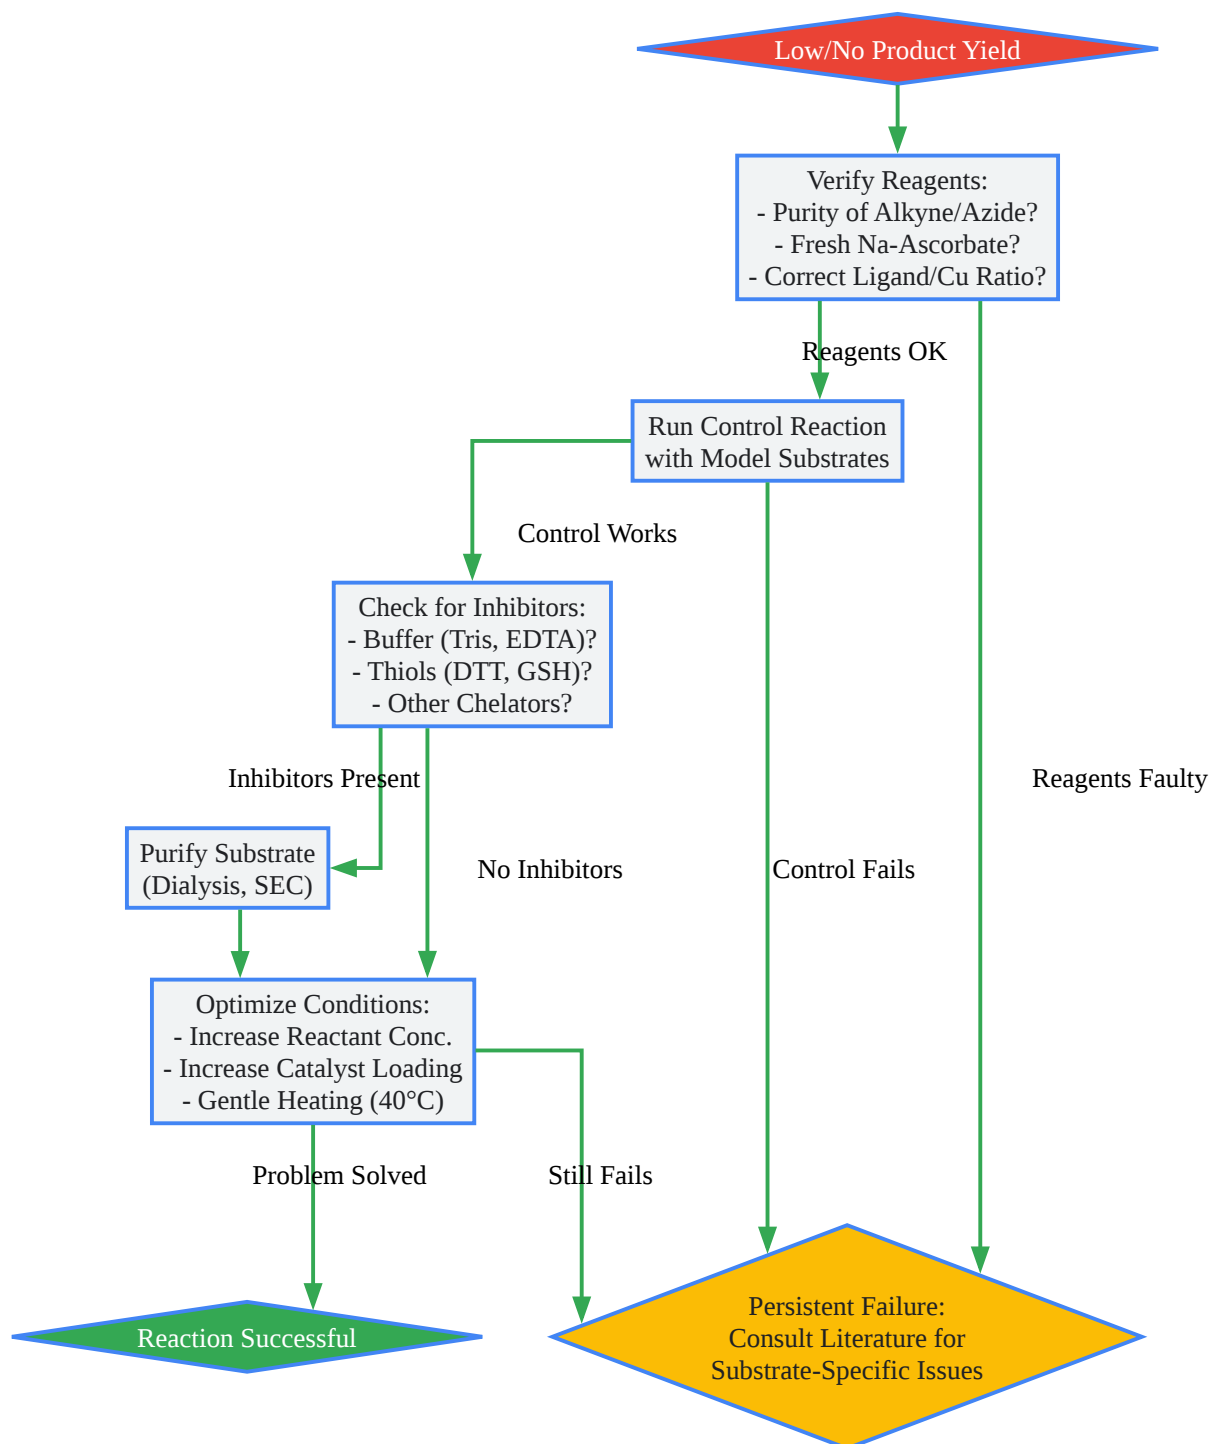 Low/No Product Yield
Verify Reagents:
- Purity of Alkyne/Azide?
- Fresh Na-Ascorbate?
- Correct Ligand/Cu Ratio?
Reagents OK
Run Control Reaction
with Model Substrates
Control Works
Check for Inhibitors:
- Buffer (Tris, EDTA)?
- Thiols (DTT, GSH)?
- Other Chelators?
Inhibitors Present
Reagents Faulty
Purify Substrate
(Dialysis, SEC)
No Inhibitors
Control Fails
Optimize Conditions:
- Increase Reactant Conc.
- Increase Catalyst Loading
- Gentle Heating (40°C)
Problem Solved
Still Fails
Reaction Successful
Persistent Failure:
Consult Literature for
Substrate-Specific Issues